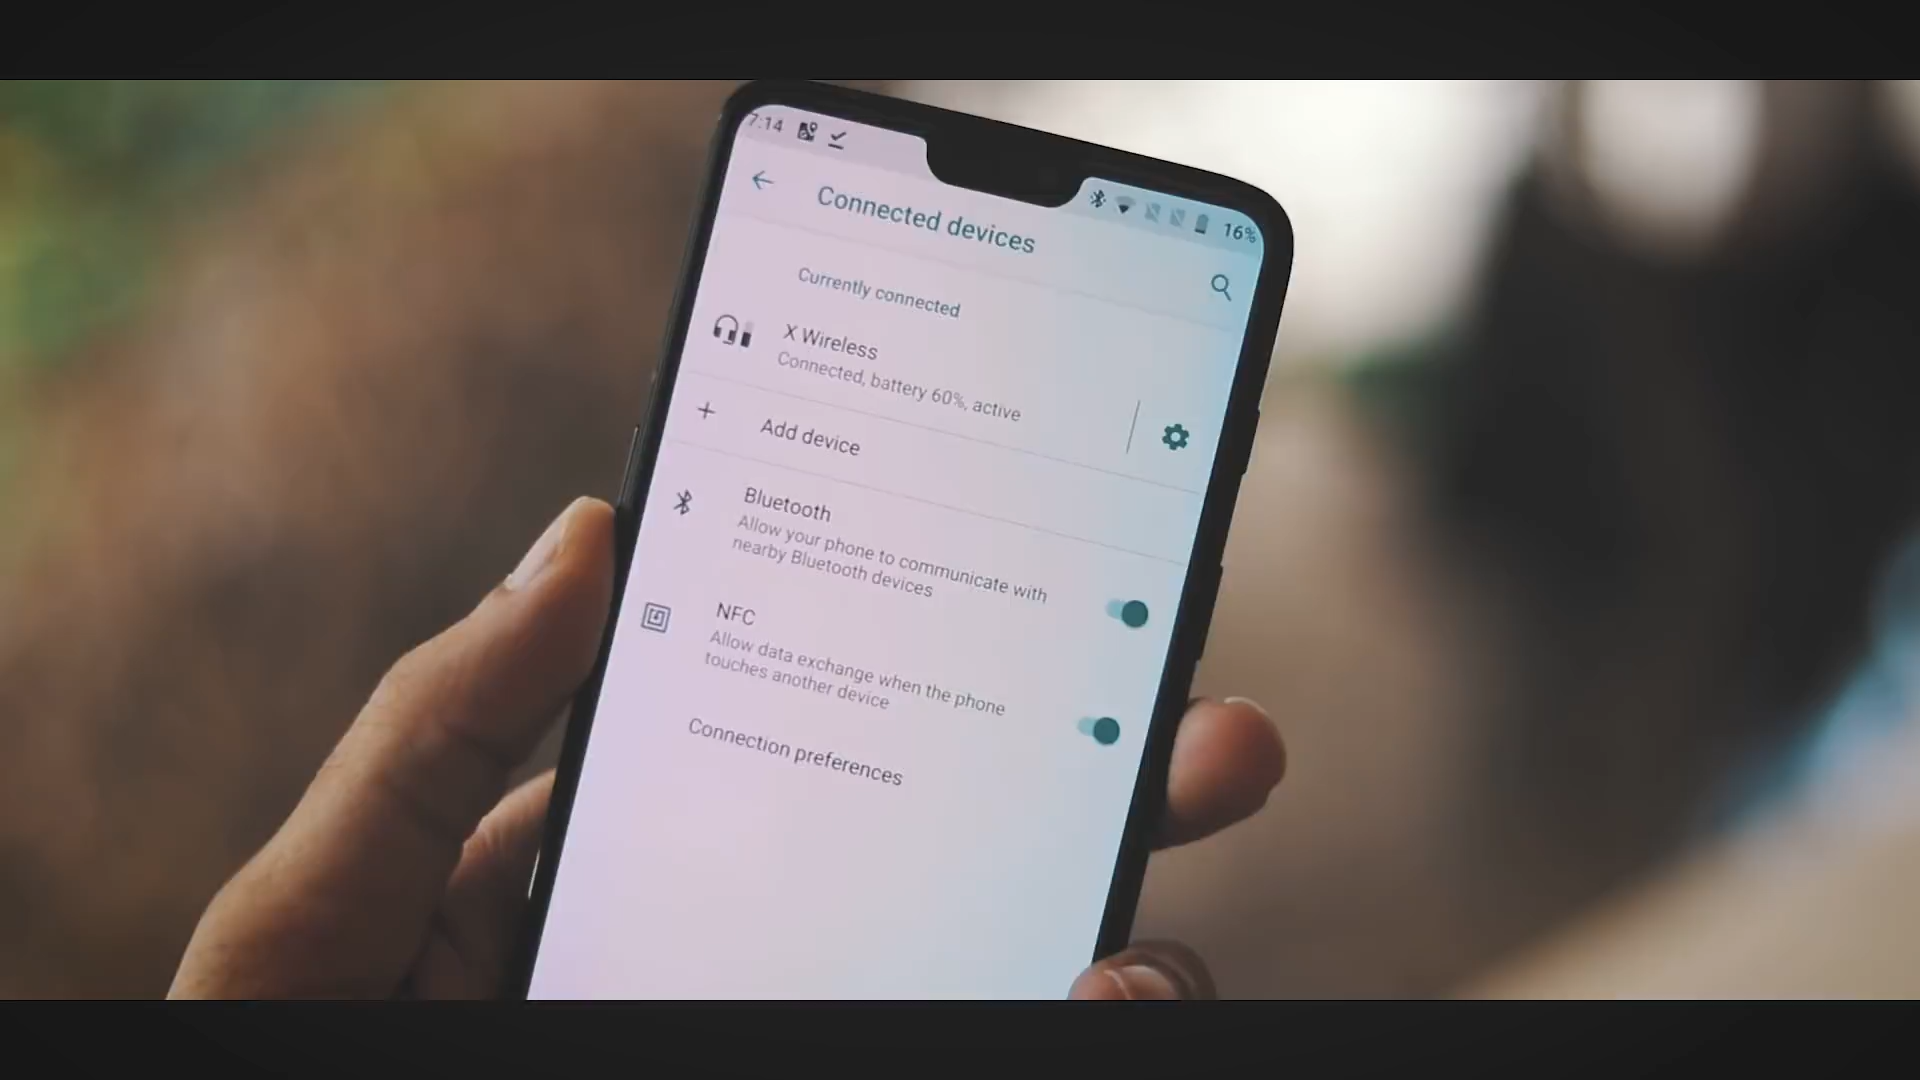 7:14
16%
Connected devices
Currently connected
X Wireless
Connected, battery 60%, active
Add device
Bluetooth
Allow your phone to communicate with
nearby Bluetooth devices
NFC
Allow data exchange when the phone
touches another device
Connection preferences